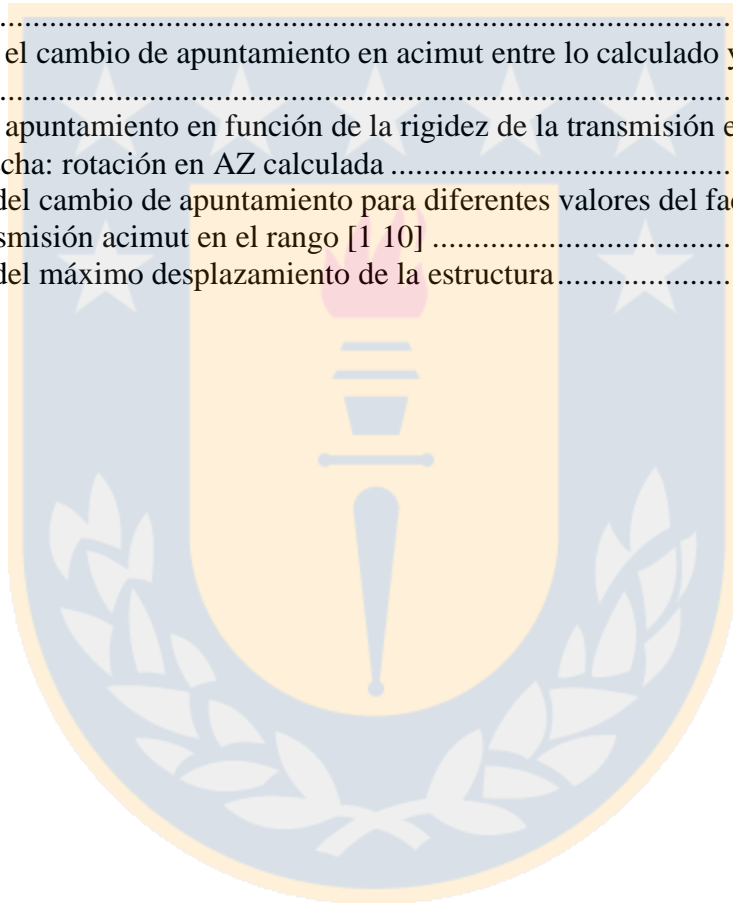 ....................................................................................................
el cambio de apuntamiento en acimut entre lo calculado y
....................................................................................................
apuntamiento en función de la rigidez de la transmisión e
cha: rotación en AZ calculada ..............................................
del cambio de apuntamiento para diferentes valores del fac
smisión acimut en el rango [1 10] ........................................
del máximo desplazamiento de la estructura.......................